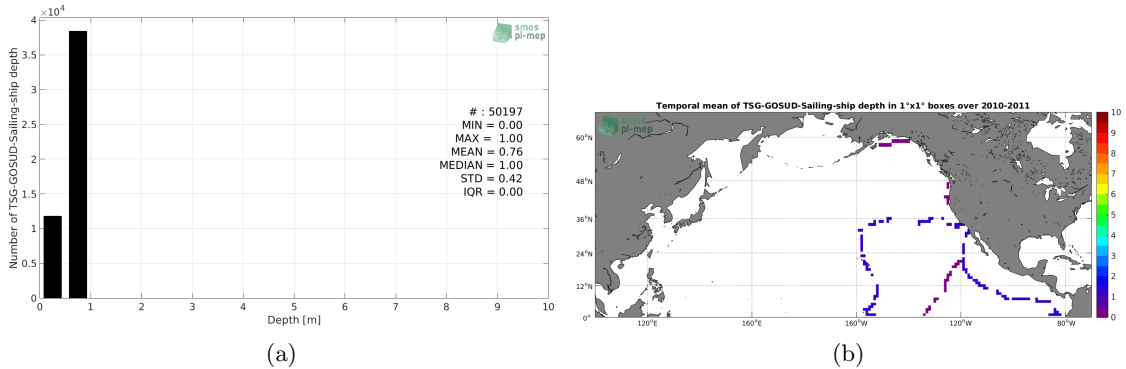 ×10⁴
4
3.5
3
2.5
2
1.5
1
0.5
0
Number of TSG-GOSUD-Sailing-ship depth
smos
pi-mep
# : 50197
MIN = 0.00
MAX = 1.00
MEAN = 0.76
MEDIAN = 1.00
STD = 0.42
IQR = 0.00
0 1 2 3 4 5 6 7 8 9 10
Depth [m]
(a)
Temporal mean of TSG-GOSUD-Sailing-ship depth in 1°x1° boxes over 2010-2011
smos
pi-mep
60°N
48°N
36°N
24°N
12°N
0°
120°E 160°E 160°W 120°W 80°W
10
9
8
7
6
5
4
3
2
1
0
(b)